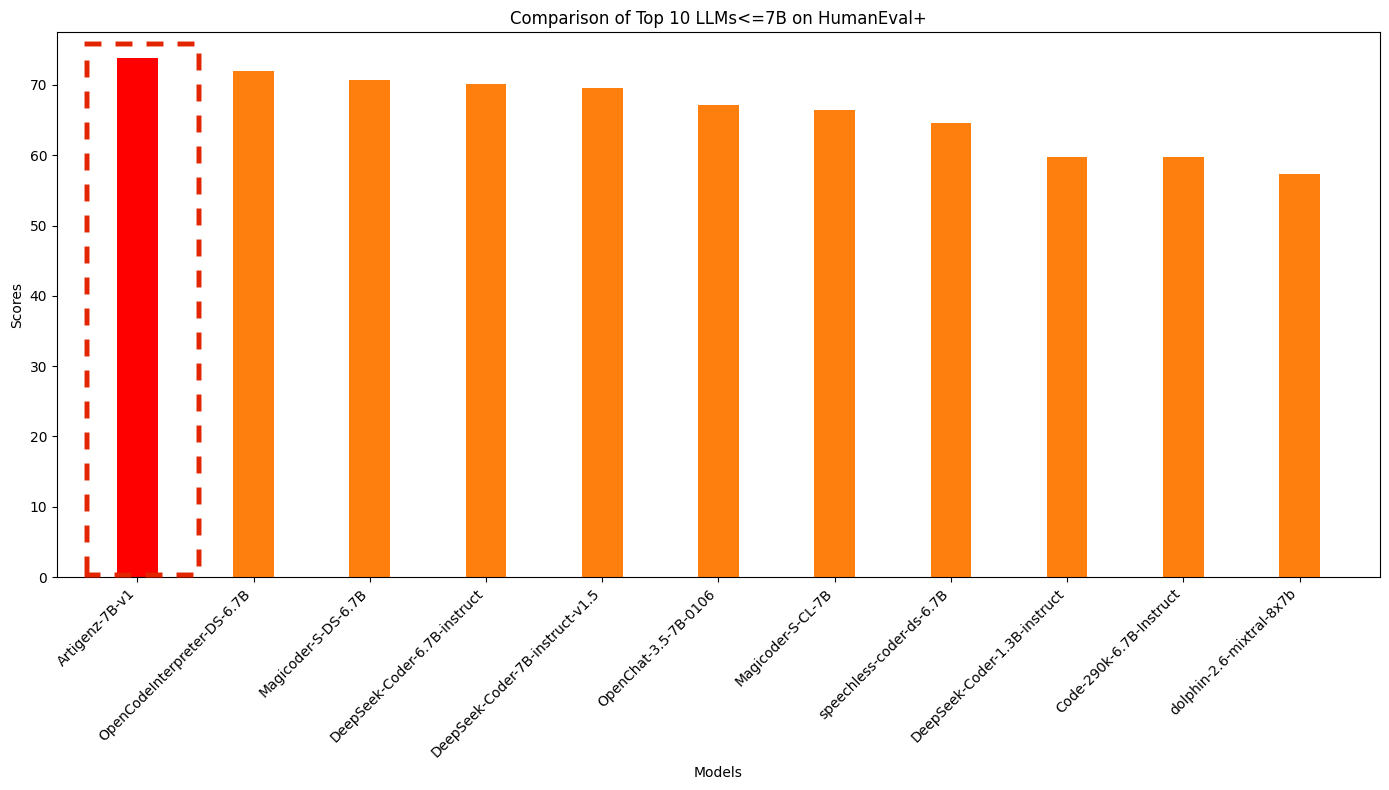 Comparison of Top 10 LLMs<=7B on HumanEval+
Scores
70
60
50
40
30
20
10
0
Artigenz-7B-v1
OpenCodeInterpreter-DS-6.7B
Magicoder-S-DS-6.7B
DeepSeek-Coder-6.7B-instruct
DeepSeek-Coder-7B-instruct-v1.5
OpenChat-3.5-7B-0106
Magicoder-S-CL-7B
speechless-coder-ds-6.7B
DeepSeek-Coder-1.3B-instruct
Code-290k-6.7B-Instruct
dolphin-2.6-mixtral-8x7b
Models